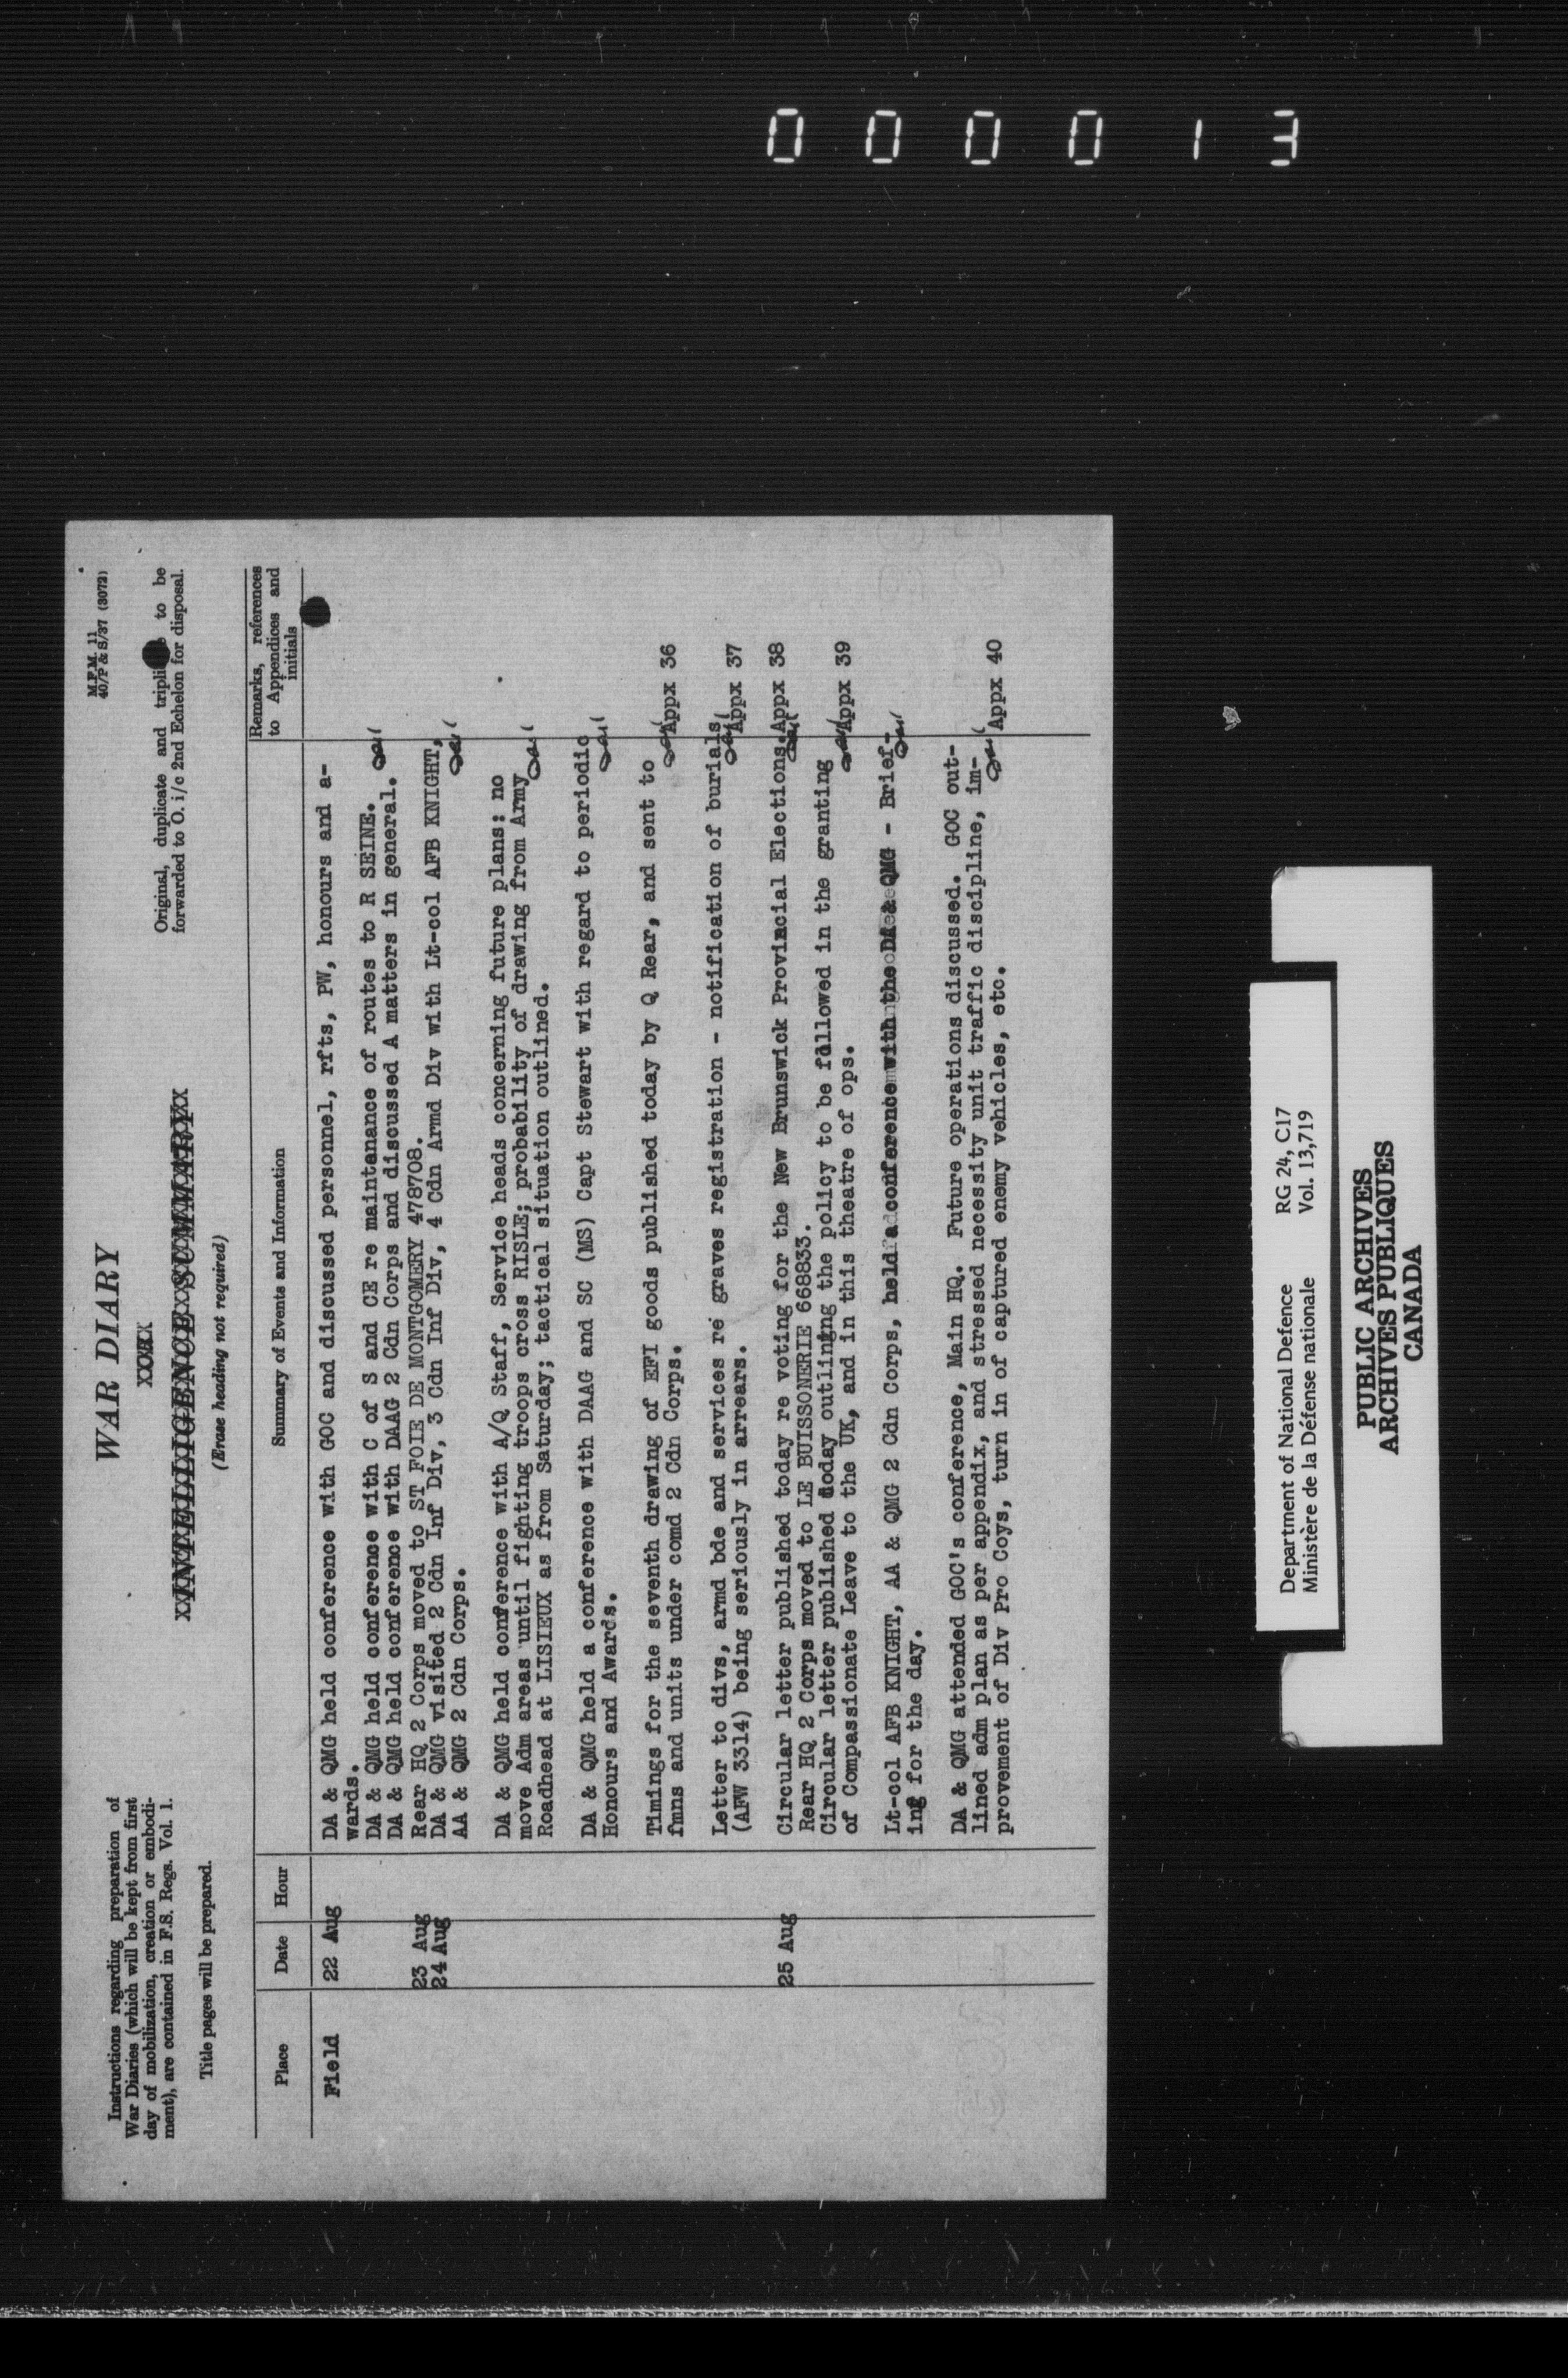 000013
M.F.M. 11
40/P & S/37 (3072)
Instructions regarding preparation of
War Diaries (which will be kept from first
day of mobilization, creation or embodi-
ment), are contained in F.S. Regs. Vol. 1.
Title pages will be prepared.
WAR DIARY
INTELLIGENCE SUMMARY
(Erase heading not required)
Original, duplicate and to be
forwarded to O. i/c 2nd Echelon for disposal.
Place Date Hour Summary of Events and Information Remarks, references
to Appendices and
initials
Field 22 Aug DA & QMG held conference with GOC and discussed personnel, rfts, PW, honours and a-
wards.
DA & QMG held conference with C of S and CE re maintenance of routes to R SEINE.
DA & QMG held conference with DAAG 2 Cdn Corps and discussed A matters in general.
23 Aug Rear HQ 2 Corps moved to ST FOIE DE MONTGOMERY 478708.
24 Aug DA & QMG visited 2 Cdn Inf Div, 3 Cdn Inf Div, 4 Cdn Armd Div with Lt-col AFB KNIGHT,
AA & QMG 2 Cdn Corps.
DA & QMG held conference with A/Q Staff, Service heads concerning future plans: no
move Adm areas until fighting troops cross RISLE; probability of drawing from Army
Roadhead at LISIEUX as from Saturday; tactical situation outlined.
DA & QMG held a conference with DAAG and SC (MS) Capt Stewart with regard to periodic
Honours and Awards.
Timings for the seventh drawing of EFI goods published today by Q Rear, and sent to
fmns and units under comd 2 Cdn Corps. Appx 36
Letter to divs, armd bde and services re graves registration - notification of burials
(AFW 3314) being seriously in arrears. Appx 37
25 Aug Circular letter published today re voting for the New Brunswick Provincial Elections. Appx 38
Rear HQ 2 Corps moved to LE BUISSONERIE 668833.
Circular letter published today outlining the policy to be followed in the granting
of Compassionate Leave to the UK, and in this theatre of ops. Appx 39
Lt-col AFB KNIGHT, AA & QMG 2 Cdn Corps, held a conference with the DA & QMG - Brief-
ing for the day.
DA & QMG attended GOC's conference, Main HQ. Future operations discussed. GOC out-
lined adm plan as per appendix, and stressed necessity unit traffic discipline, im-
provement of Div Pro Coys, turn in of captured enemy vehicles, etc. Appx 40
Department of National Defence RG 24, C17
Ministère de la Défense nationale Vol. 13,719
PUBLIC ARCHIVES
ARCHIVES PUBLIQUES
CANADA